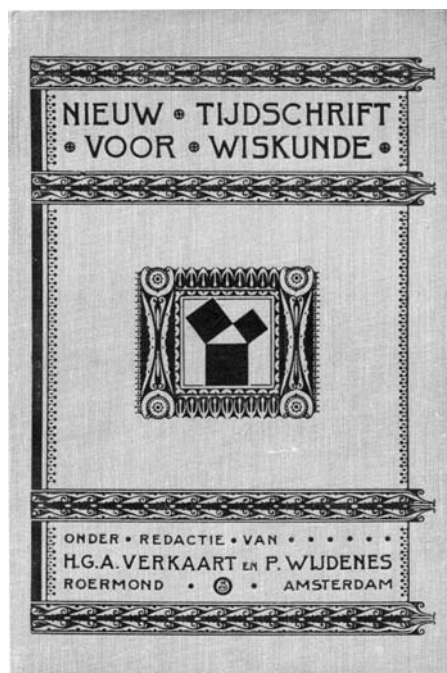 NIEUW • TIJDSCHRIFT
• VOOR • WISKUNDE •
ONDER • REDACTIE • VAN • • • • • •
H.G.A. VERKAART EN P. WIJDENES
ROERMOND • • AMSTERDAM